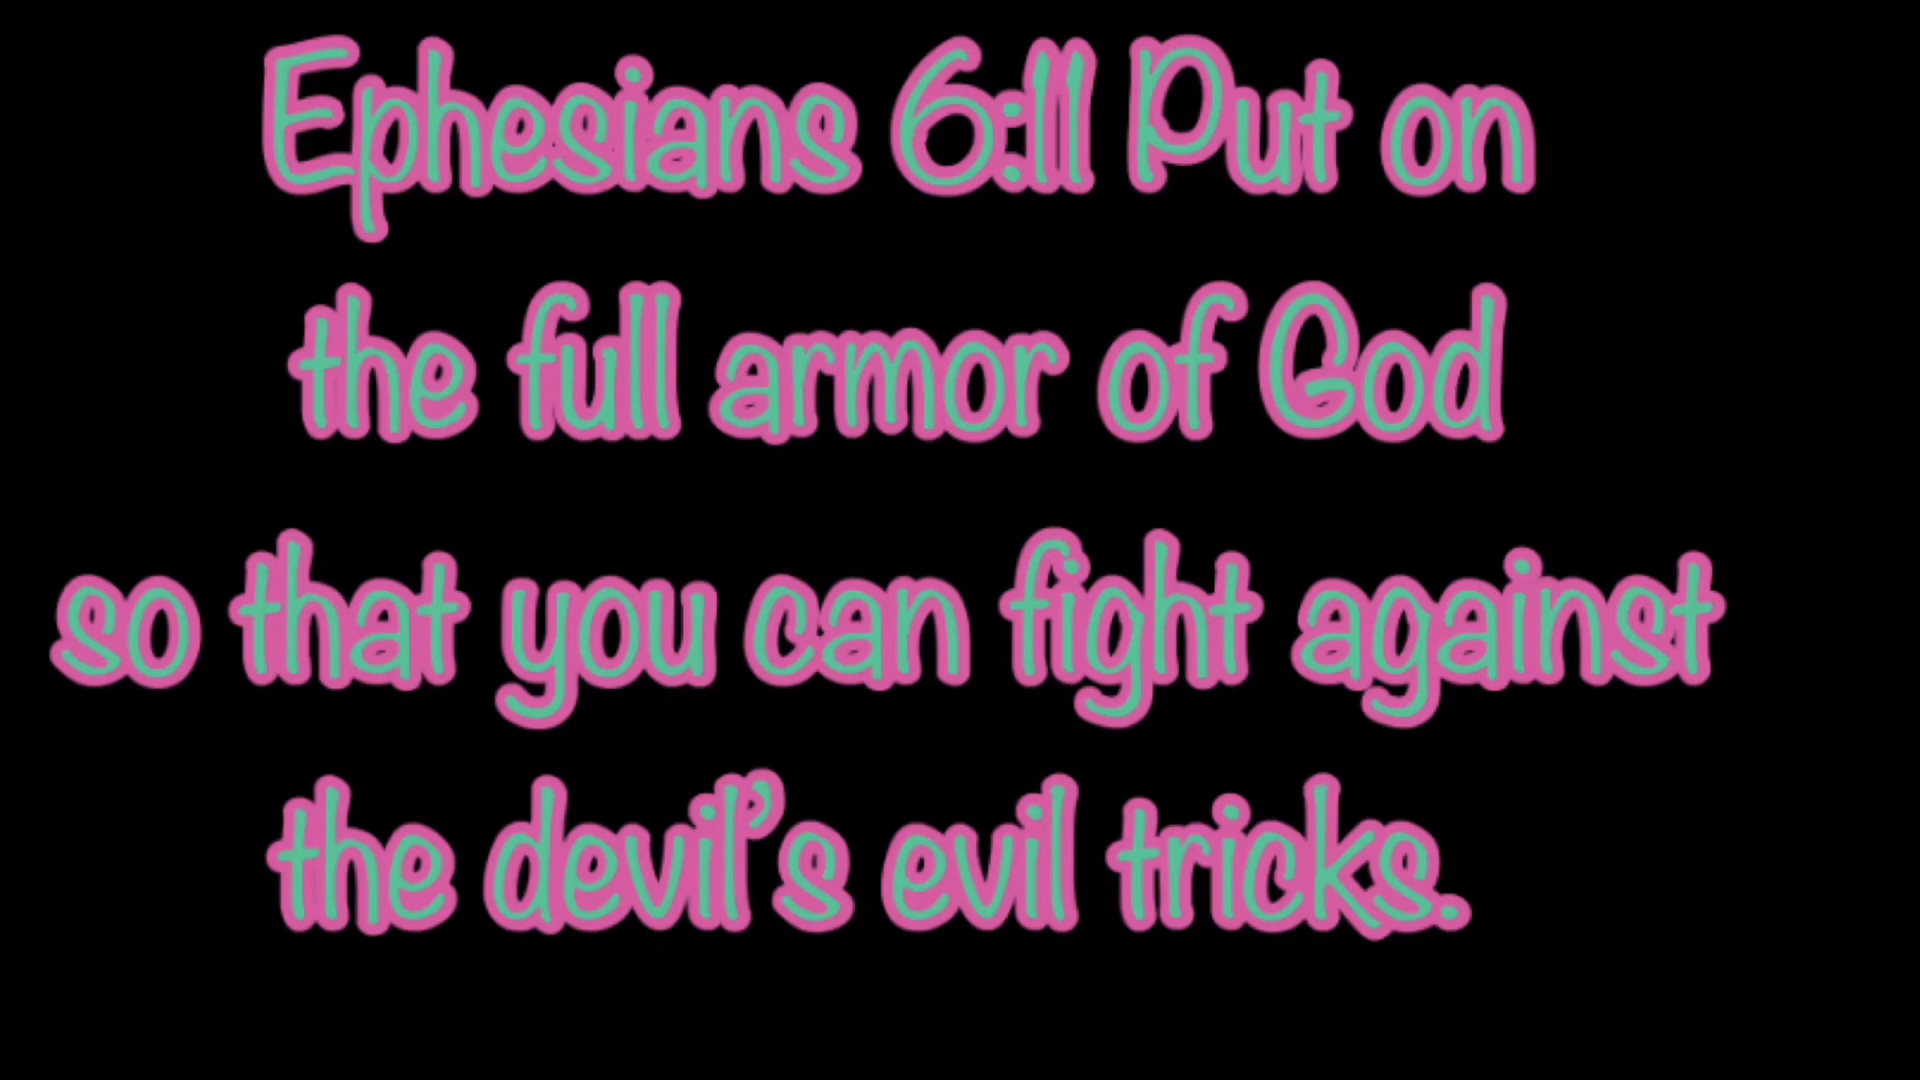 Ephesians 6:11 Put on
the full armor of God
so that you can fight against
the devil’s evil tricks.